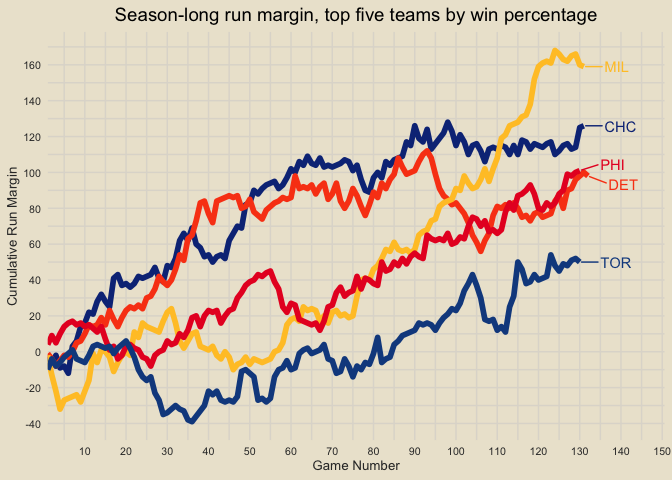 Season-long run margin, top five teams by win percentage
Cumulative Run Margin
160
140
120
100
80
60
40
20
0
-20
-40
MIL
CHC
PHI
DET
TOR
10 20 30 40 50 60 70 80 90 100 110 120 130 140 150
Game Number